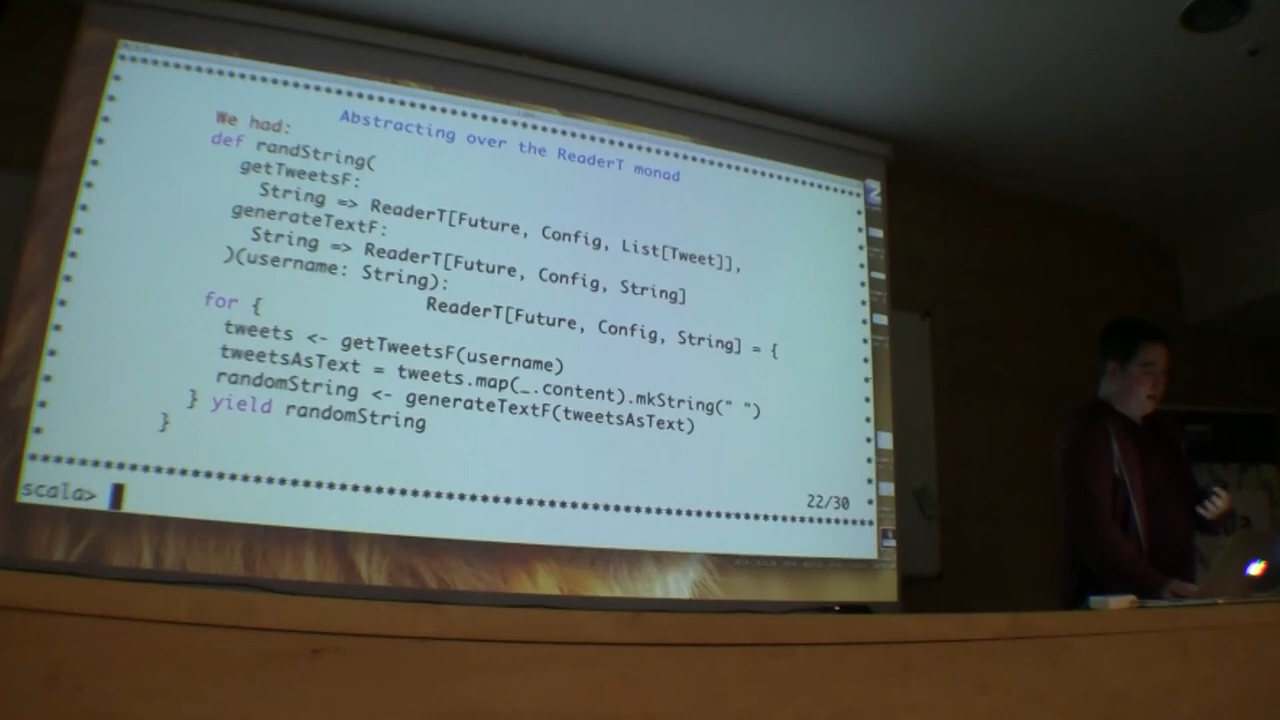 Abstracting over the ReaderT monad
We had:
def randString(
getTweetsF:
String => ReaderT[Future, Config, List[Tweet]],
generateTextF:
String => ReaderT[Future, Config, String]
)(username: String):
ReaderT[Future, Config, String] = {
for {
tweets <- getTweetsF(username)
tweetsAsText = tweets.map(_.content).mkString(" ")
randomString <- generateTextF(tweetsAsText)
} yield randomString
}
22/30
scala>